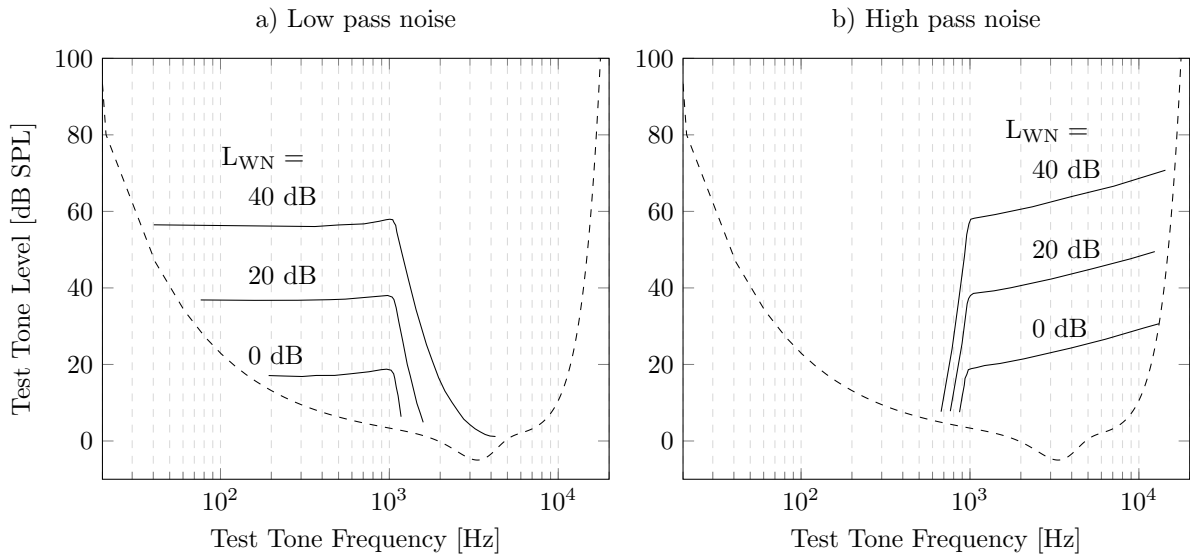 a) Low pass noise
100
80
60
40
20
0
L_WN =
40 dB
20 dB
0 dB
10^2
10^3
10^4
Test Tone Frequency [Hz]
Test Tone Level [dB SPL]
b) High pass noise
100
80
60
40
20
0
L_WN =
40 dB
20 dB
0 dB
10^2
10^3
10^4
Test Tone Frequency [Hz]